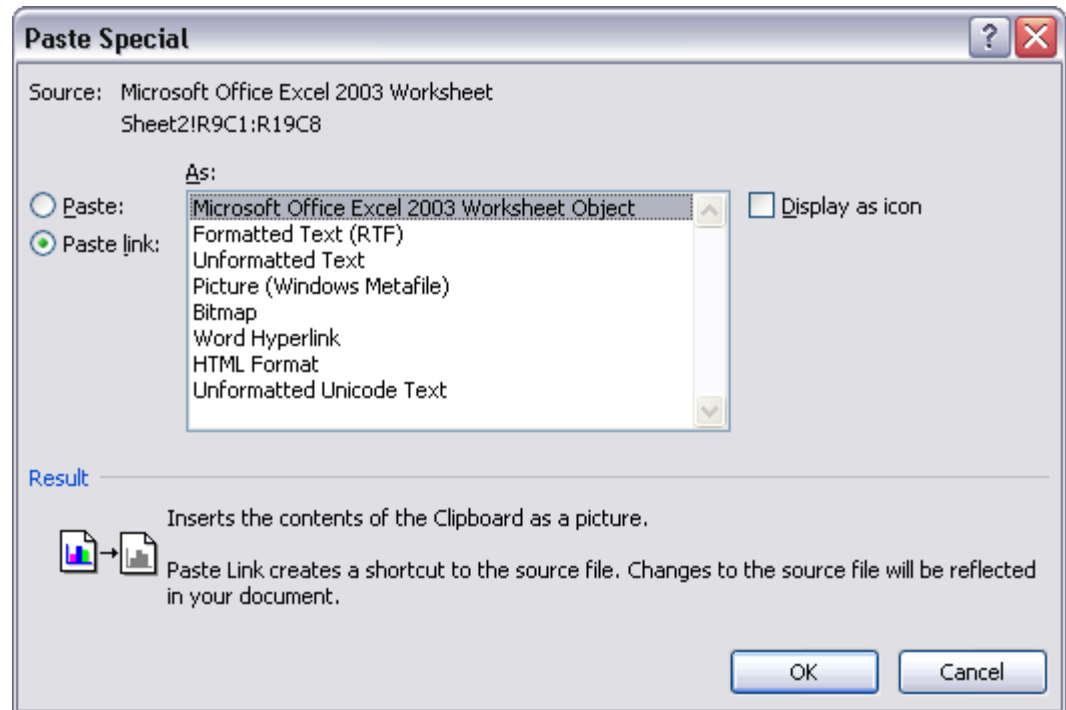 Paste Special
Source: Microsoft Office Excel 2003 Worksheet
Sheet2!R9C1:R19C8
As:
Paste:
Paste link:
Microsoft Office Excel 2003 Worksheet Object
Formatted Text (RTF)
Unformatted Text
Picture (Windows Metafile)
Bitmap
Word Hyperlink
HTML Format
Unformatted Unicode Text
Display as icon
Result
Inserts the contents of the Clipboard as a picture.
Paste Link creates a shortcut to the source file. Changes to the source file will be reflected
in your document.
OK
Cancel